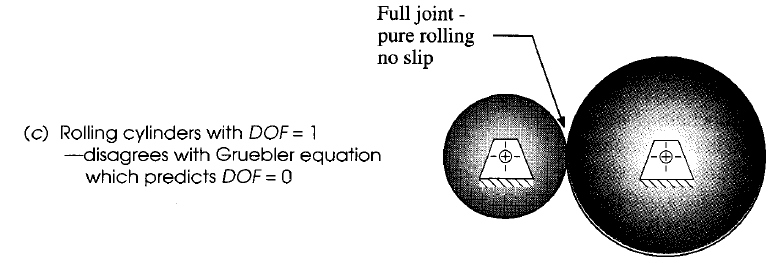 Full joint -
pure rolling
no slip
(c) Rolling cylinders with DOF = 1
—disagrees with Gruebler equation
which predicts DOF = 0